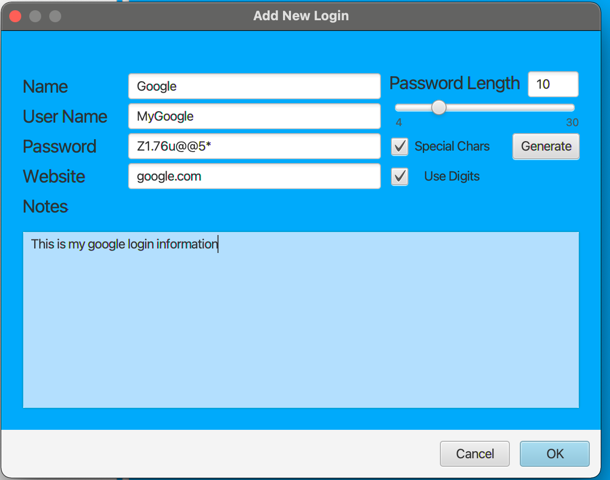 Add New Login
Name Google Password Length 10
User Name MyGoogle 4 30
Password Z1.76u@@5* Special Chars Generate
Website google.com Use Digits
Notes
This is my google login information
Cancel OK